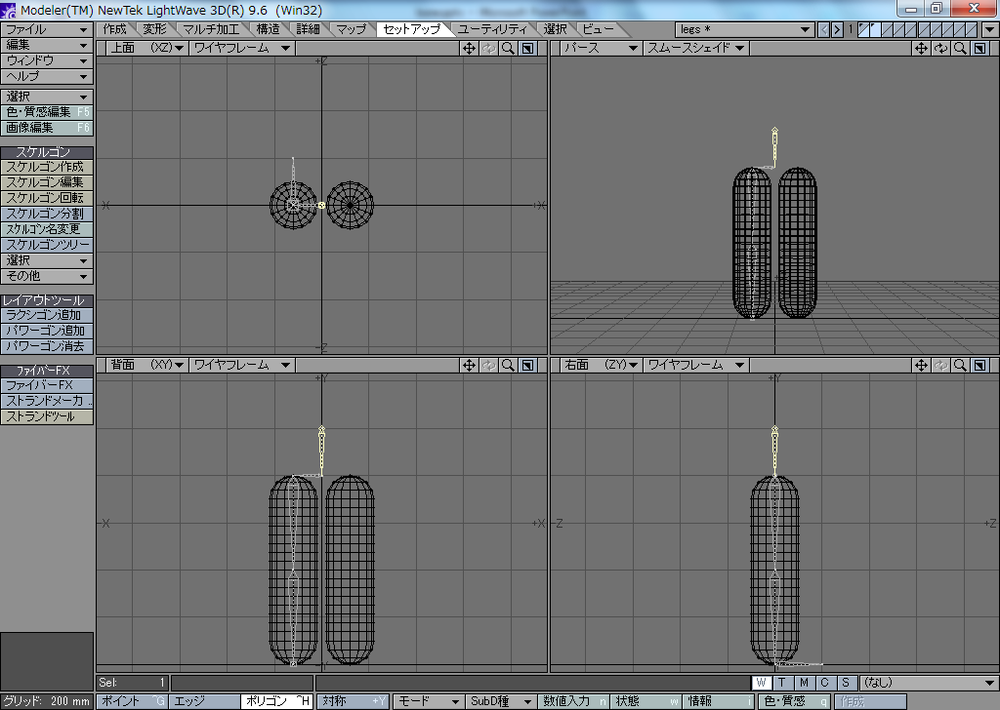 Modeler(TM) NewTek LightWave 3D(R) 9.6 (Win32)
ファイル 作成 変形 マルチ加工 構造 詳細 マップ セットアップ ユーティリティ 選択 ビュー legs * 1
編集
ウィンドウ
ヘルプ
選択
色・質感編集 F5
画像編集 F6
スケルゴン
スケルゴン作成
スケルゴン編集
スケルゴン回転
スケルゴン分割
スケルゴン名変更
スケルゴンツリー
選択
その他
レイアウトツール
ラクシゴン追加
パワーゴン追加
パワーゴン消去
ファイバーFX
ファイバーFX
ストランドメーカ..
ストランドツール
上面 (XZ) ワイヤフレーム
+Z
-X +X
-Z
パース スムースシェイド
背面 (XY) ワイヤフレーム
+Y
-X +X
-Y
右面 (ZY) ワイヤフレーム
+Y
-Z +Z
Sel: 1
W T M C S (なし)
グリッド: 200 mm
ポイント ^G エッジ ポリゴン ^H 対称 +Y モード SubD種 数値入力 n 状態 w 情報 i 色・質感 q 作成